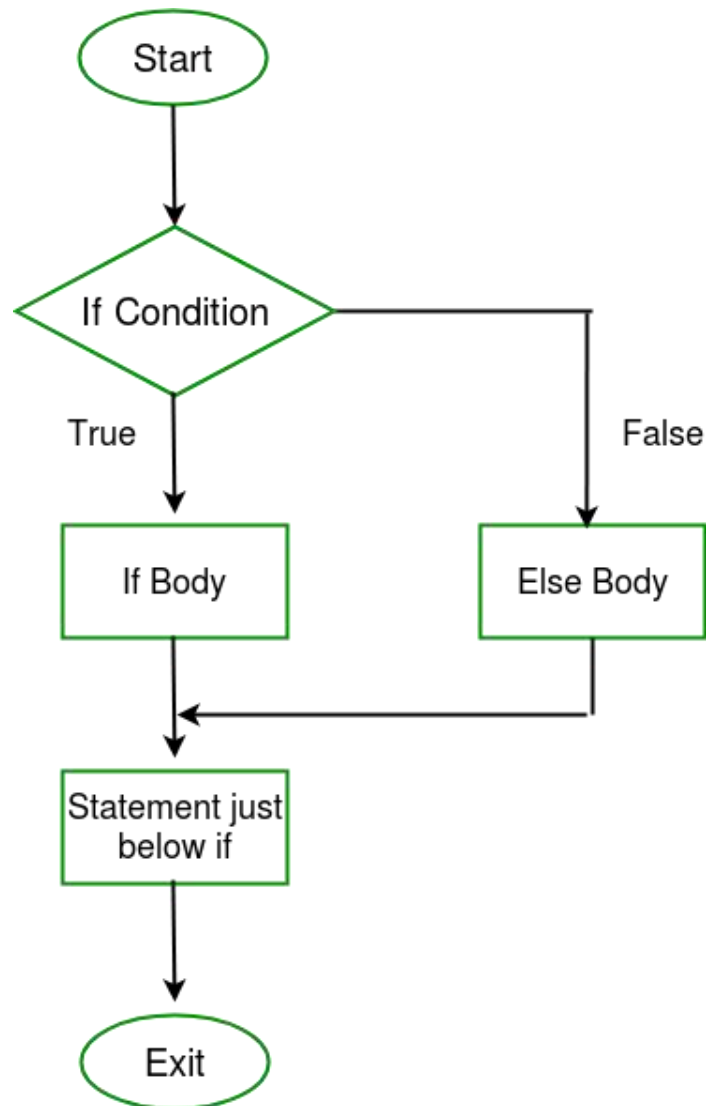 Start
If Condition
True
False
If Body
Else Body
Statement just
below if
Exit